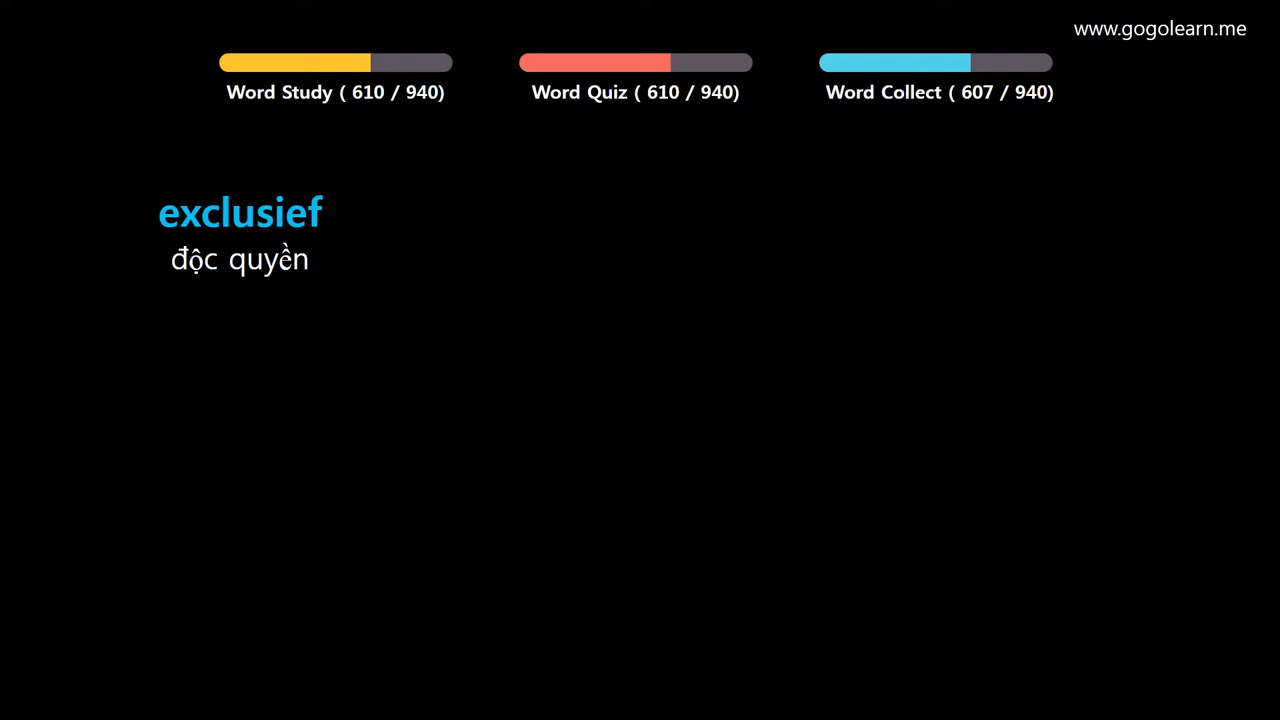 www.gogolearn.me
Word Study ( 610 / 940)
Word Quiz ( 610 / 940)
Word Collect ( 607 / 940)
exclusief
độc quyền